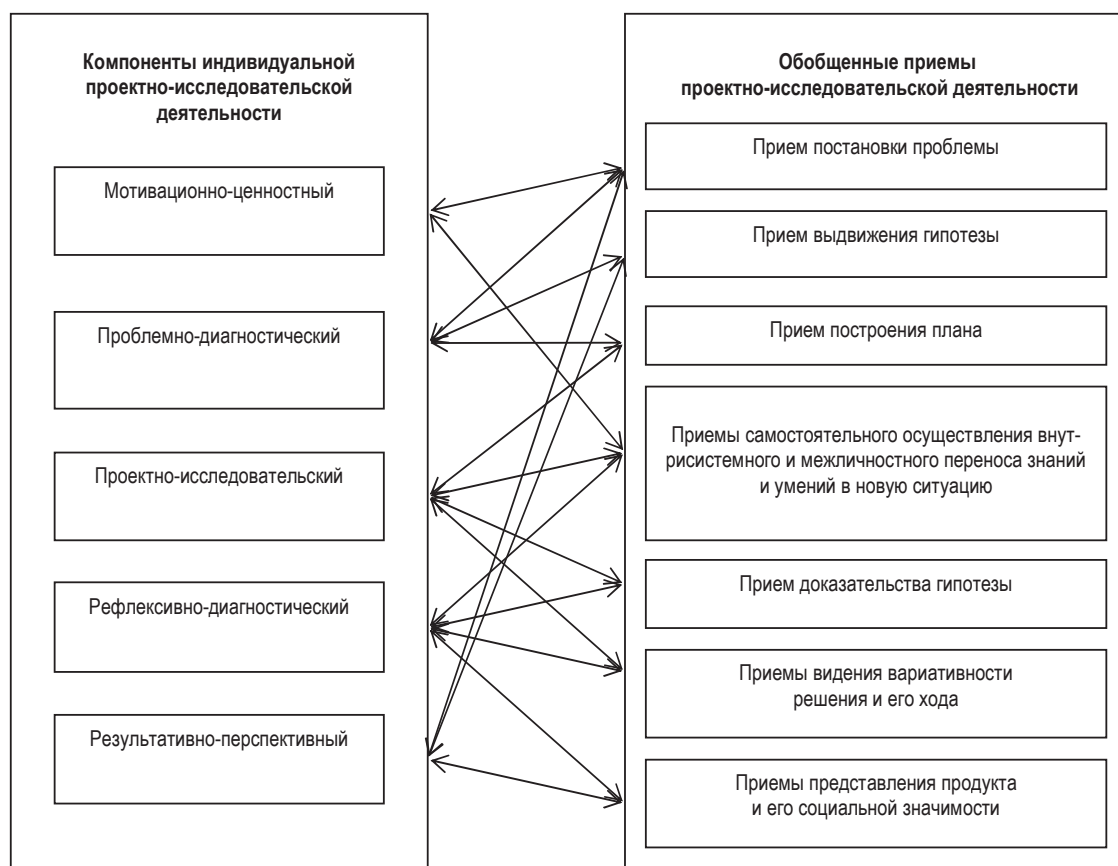 Компоненты индивидуальной
проектно-исследовательской
деятельности
Мотивационно-ценностный
Проблемно-диагностический
Проектно-исследовательский
Рефлексивно-диагностический
Результативно-перспективный
Обобщенные приемы
проектно-исследовательской деятельности
Прием постановки проблемы
Прием выдвижения гипотезы
Прием построения плана
Приемы самостоятельного осуществления внут-
рисистемного и межличностного переноса знаний
и умений в новую ситуацию
Прием доказательства гипотезы
Приемы видения вариативности
решения и его хода
Приемы представления продукта
и его социальной значимости